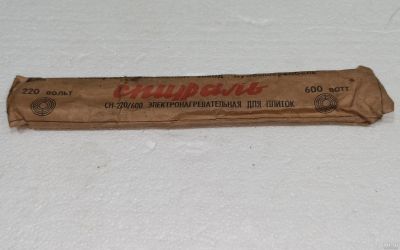 220 ВОЛЬТ
спираль
600 ВАТТ
СН-220/600 ЭЛЕКТРОНАГРЕВАТЕЛЬНАЯ ДЛЯ ПЛИТОК